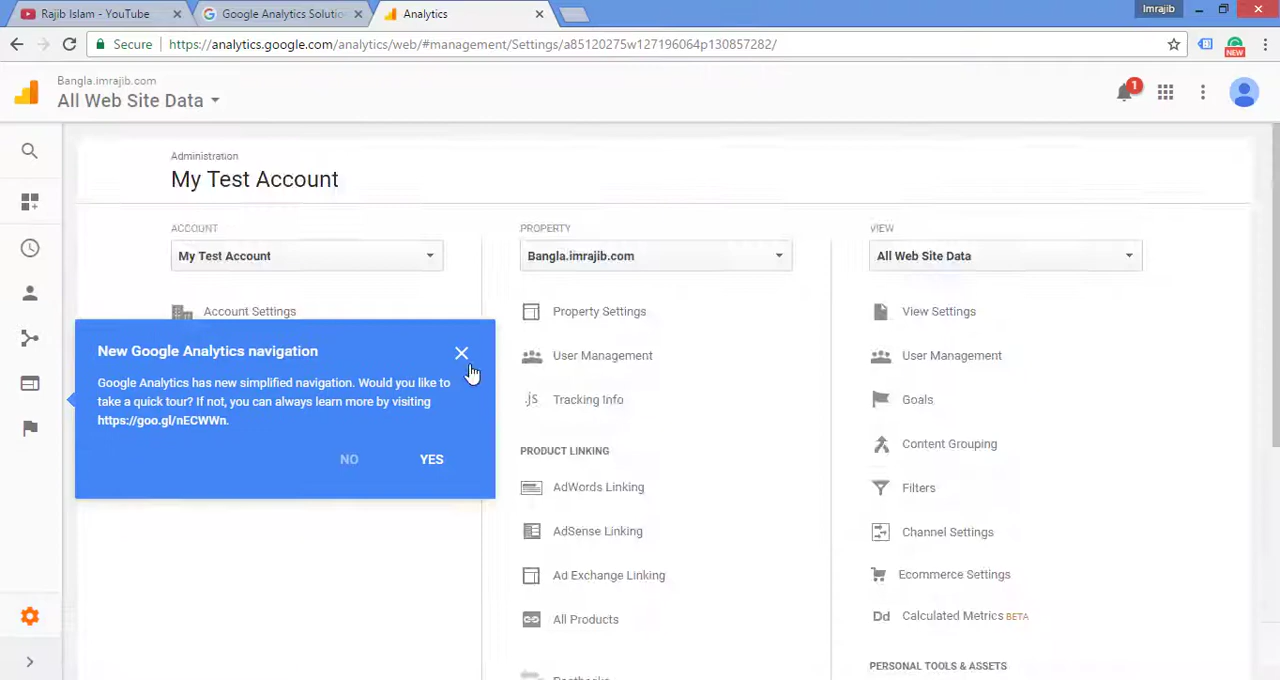 Rajib Islam - YouTube
Google Analytics Solutio
Analytics
Imrajib
Secure
https://analytics.google.com/analytics/web/#management/Settings/a85120275w127196064p130857282/
NEW
Bangla.imrajib.com
All Web Site Data
1
Administration
My Test Account
ACCOUNT
My Test Account
Account Settings
New Google Analytics navigation
Google Analytics has new simplified navigation. Would you like to
take a quick tour? If not, you can always learn more by visiting
https://goo.gl/nECWWn.
NO
YES
PROPERTY
Bangla.imrajib.com
Property Settings
User Management
.js
Tracking Info
PRODUCT LINKING
AdWords Linking
AdSense Linking
Ad Exchange Linking
All Products
VIEW
All Web Site Data
View Settings
User Management
Goals
Content Grouping
Filters
Channel Settings
Ecommerce Settings
Dd
Calculated Metrics BETA
PERSONAL TOOLS & ASSETS